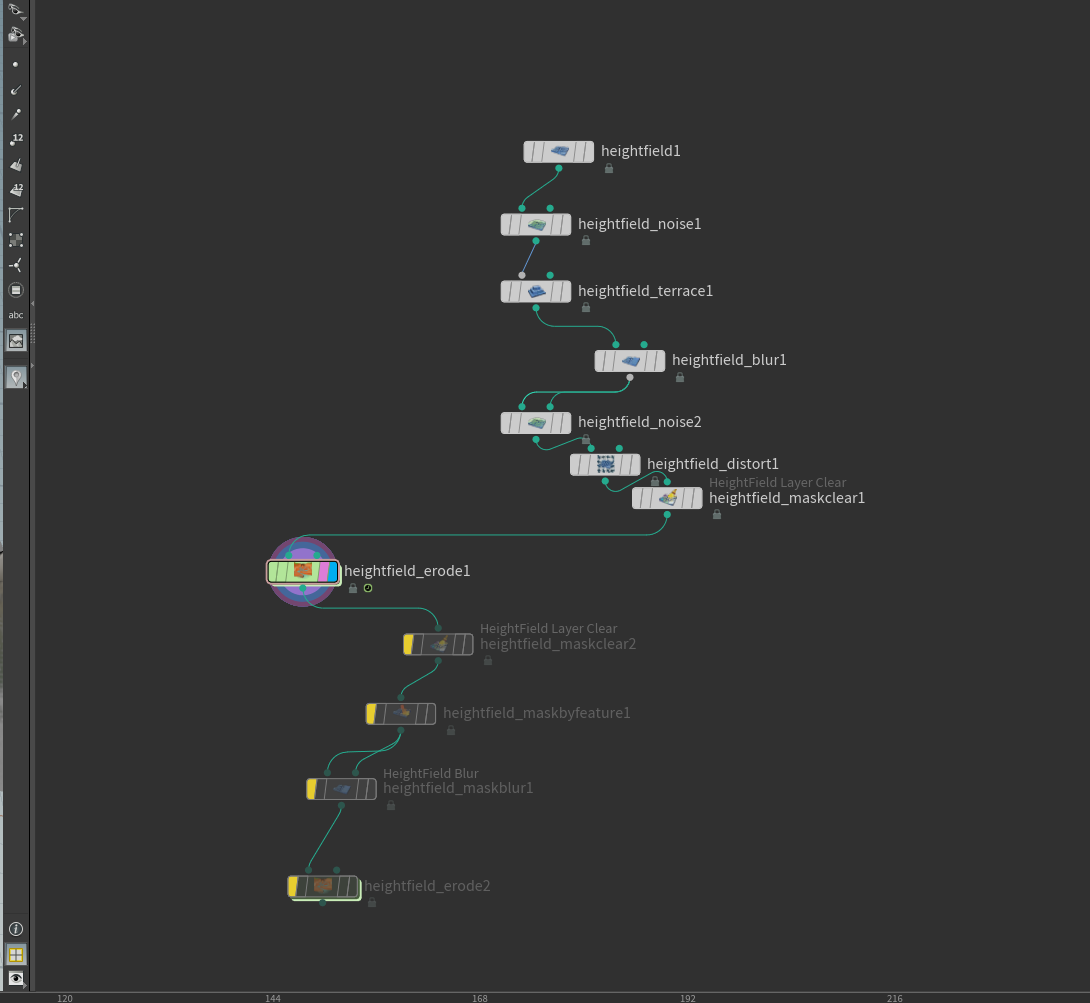 12
12
abc
heightfield1
heightfield_noise1
heightfield_terrace1
heightfield_blur1
heightfield_noise2
heightfield_distort1
HeightField Layer Clear
heightfield_maskclear1
heightfield_erode1
HeightField Layer Clear
heightfield_maskclear2
heightfield_maskbyfeature1
HeightField Blur
heightfield_maskblur1
heightfield_erode2
120 144 168 192 216